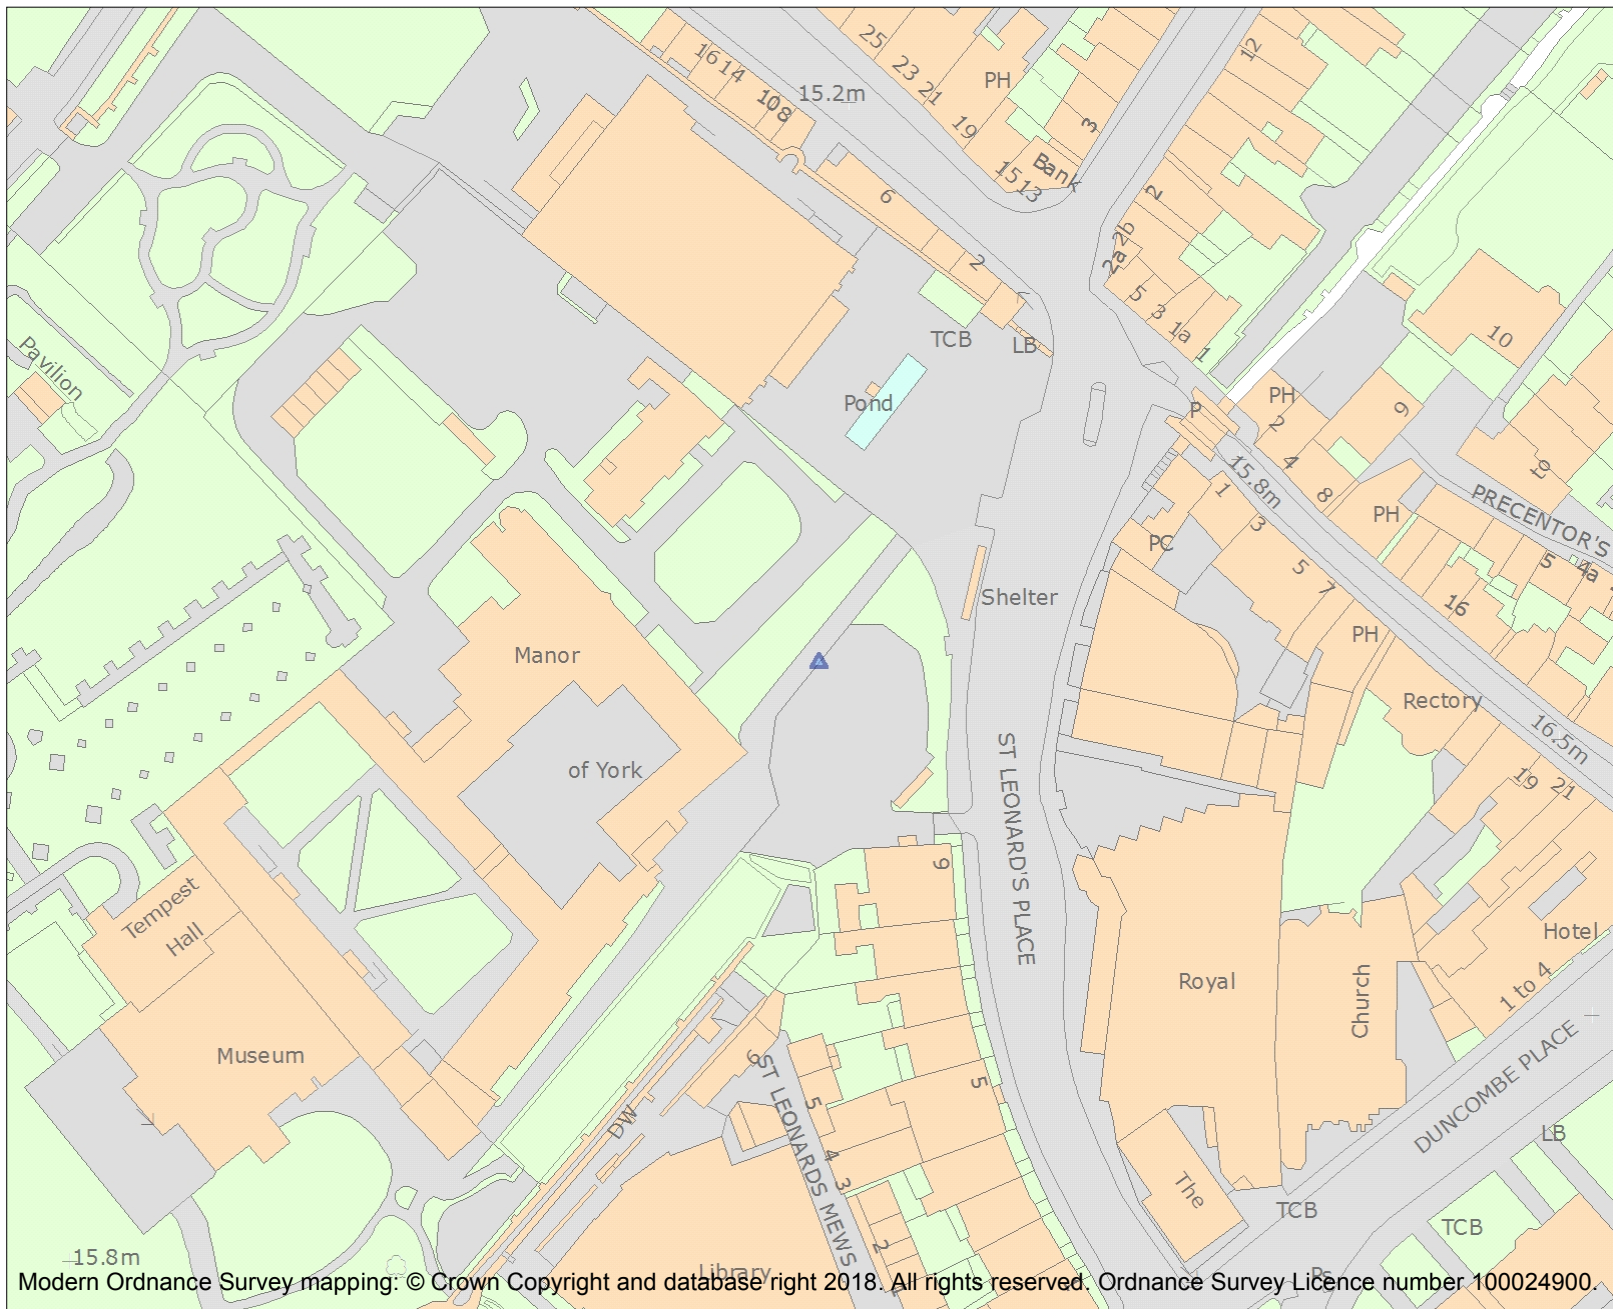 16 14
10 8
15.2m
25
23
21
19
15 13
PH
Bank
3
12
2
2b
2a
5
3
1a
1
6
2
TCB
LB
Pond
Pavilion
P
PH
2
4
8
9
10
PH
PRECENTOR'S
5
4a
16
15.8m
1
3
5
7
PC
PH
Rectory
16.5m
19
21
Shelter
Manor
of York
ST LEONARD'S PLACE
9
Tempest
Hall
Museum
Royal
Church
Hotel
1 to 4
DUNCOMBE PLACE
LB
TCB
TCB
The
DW
6
ST LEONARDS MEWS
5
4
3
2
5
Library
15.8m
Modern Ordnance Survey mapping: © Crown Copyright and database right 2018. All rights reserved. Ordnance Survey Licence number 100024900.